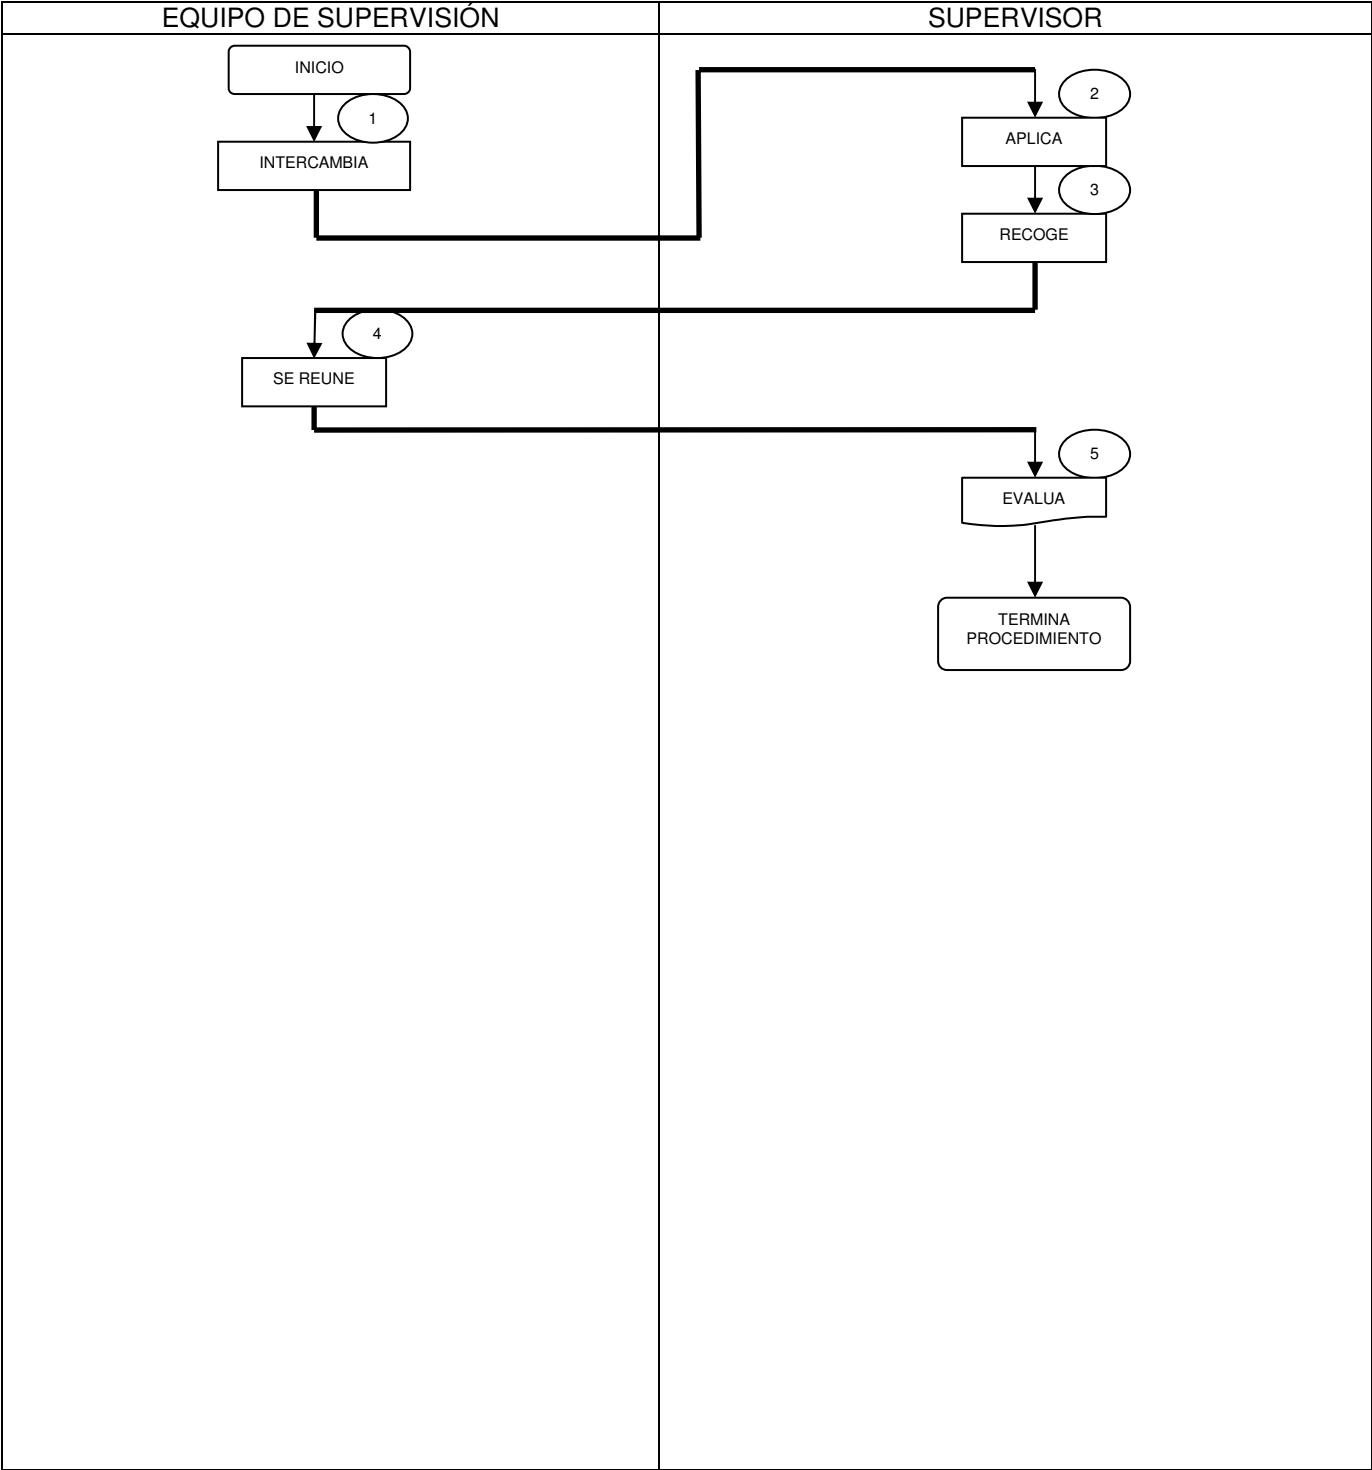 EQUIPO DE SUPERVISIÓN
SUPERVISOR
INICIO
1
INTERCAMBIA
2
APLICA
3
RECOGE
4
SE REUNE
5
EVALUA
TERMINA
PROCEDIMIENTO